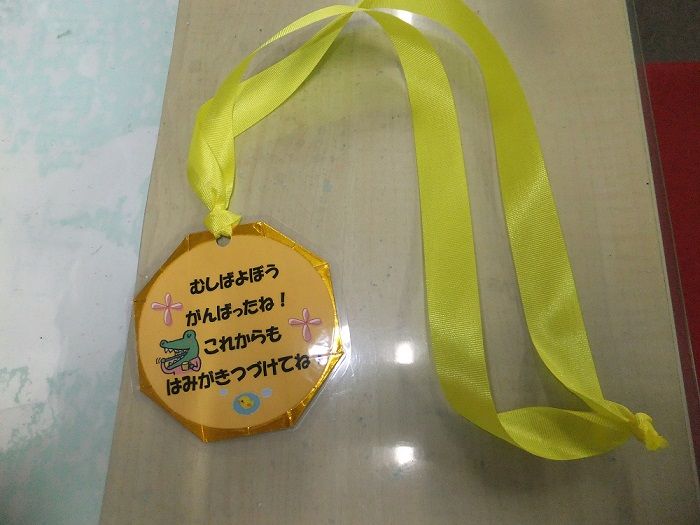 むしばよぼう
がんばったね！
これからも
はみがきつづけてね